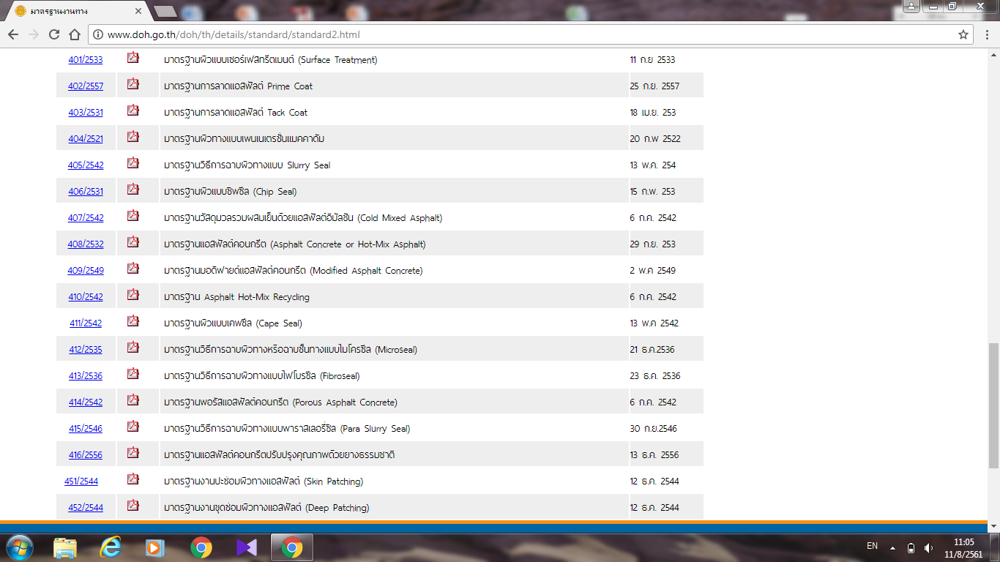 มาตรฐานงานทาง
www.doh.go.th/doh/th/details/standard/standard2.html
401/2533 มาตรฐานผิวแบบเซอร์เฟสทรีตเมนต์ (Surface Treatment) 11 ก.ย 2533
402/2557 มาตรฐานการลาดแอสฟัลต์ Prime Coat 25 ก.ย. 2557
403/2531 มาตรฐานการลาดแอสฟัลต์ Tack Coat 18 เม.ย. 253
404/2521 มาตรฐานผิวทางแบบเพนเนเตรชั่นแมคคาดัม 20 ก.พ 2522
405/2542 มาตรฐานวิธีการฉาบผิวทางแบบ Slurry Seal 13 พ.ค. 254
406/2531 มาตรฐานผิวแบบชิพซีล (Chip Seal) 15 ก.พ. 253
407/2542 มาตรฐานวัสดุมวลรวมผสมเย็นด้วยแอสฟัลต์อิมัลชัน (Cold Mixed Asphalt) 6 ก.ค. 2542
408/2532 มาตรฐานแอสฟัลต์คอนกรีต (Asphalt Concrete or Hot-Mix Asphalt) 29 ก.ย. 253
409/2549 มาตรฐานมอดิฟายด์แอสฟัลต์คอนกรีต (Modified Asphalt Concrete) 2 พ.ค 2549
410/2542 มาตรฐาน Asphalt Hot-Mix Recycling 6 ก.ค. 2542
411/2542 มาตรฐานผิวแบบเคพซีล (Cape Seal) 13 พ.ค 2542
412/2535 มาตรฐานวิธีการฉาบผิวทางหรือฉาบชั้นทางแบบไมโครซีล (Microseal) 21 ธ.ค.2536
413/2536 มาตรฐานวิธีการฉาบผิวทางแบบไฟโบรซีล (Fibroseal) 23 ธ.ค. 2536
414/2542 มาตรฐานพอรัสแอสฟัลต์คอนกรีต (Porous Asphalt Concrete) 6 ก.ค. 2542
415/2546 มาตรฐานวิธีการฉาบผิวทางแบบพาราสเลอรี่ซิล (Para Slurry Seal) 30 ก.ย.2546
416/2556 มาตรฐานแอสฟัลต์คอนกรีตปรับปรุงคุณภาพด้วยยางธรรมชาติ 13 ธ.ค. 2556
451/2544 มาตรฐานงานปะซ่อมผิวทางแอสฟัลต์ (Skin Patching) 12 ธ.ค. 2544
452/2544 มาตรฐานงานขุดซ่อมผิวทางแอสฟัลต์ (Deep Patching) 12 ธ.ค. 2544
EN
11:05
11/8/2561